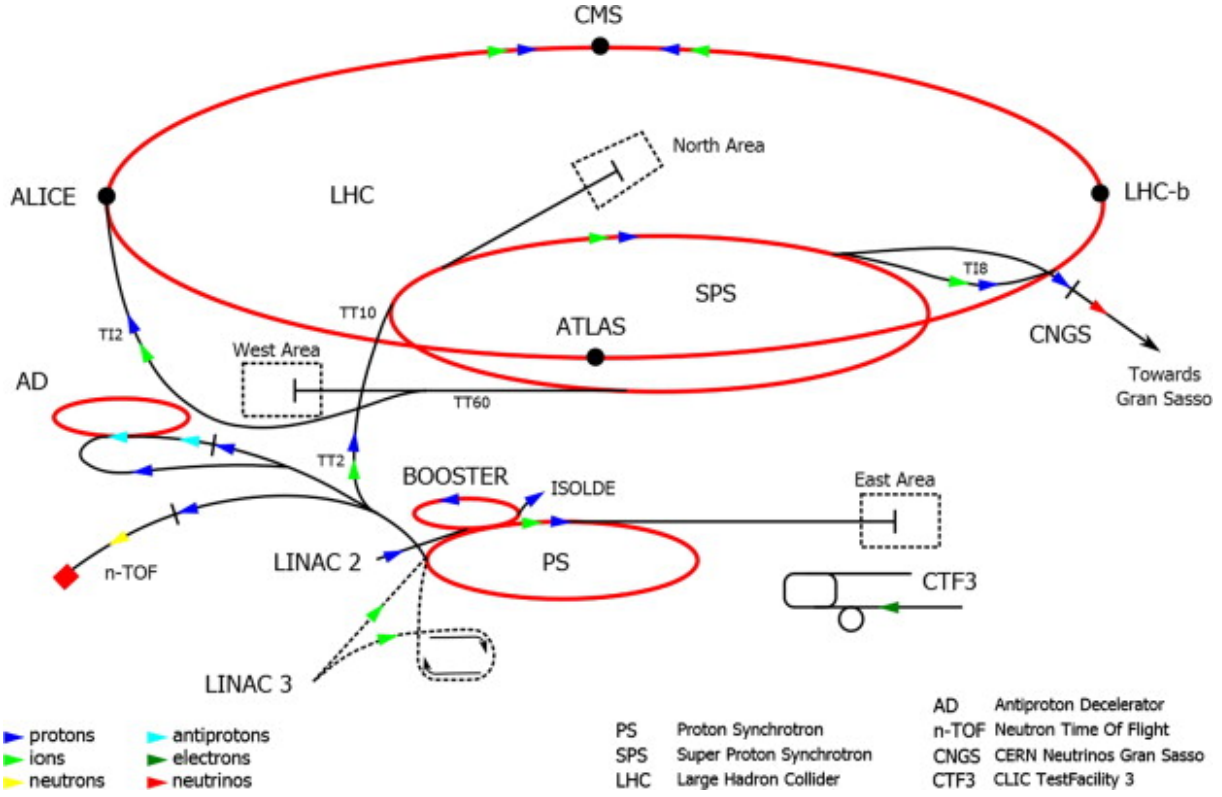 CMS
North Area
ALICE
LHC
LHC-b
TI8
SPS
TT10
ATLAS
CNGS
TI2
West Area
Towards
Gran Sasso
AD
TT60
TT2
BOOSTER
ISOLDE
East Area
LINAC 2
PS
n-TOF
CTF3
LINAC 3
protons
ions
neutrons
antiprotons
electrons
neutrinos
PS Proton Synchrotron
SPS Super Proton Synchrotron
LHC Large Hadron Collider
AD Antiproton Decelerator
n-TOF Neutron Time Of Flight
CNGS CERN Neutrinos Gran Sasso
CTF3 CLIC TestFacility 3